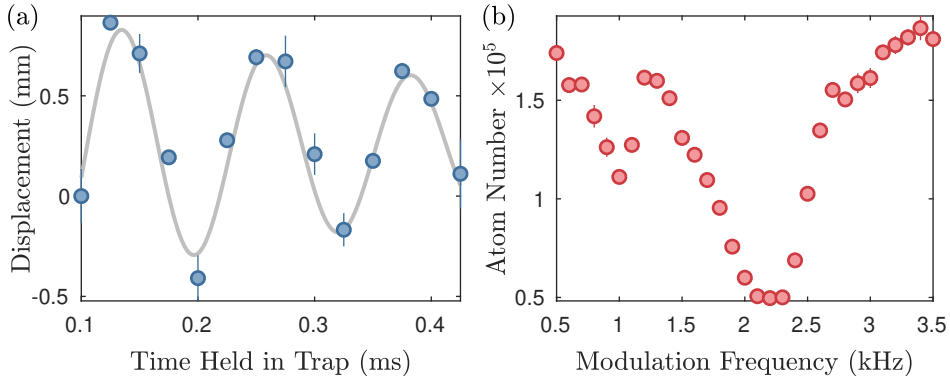 (a)
Displacement (mm)
0.5
0
-0.5
0.1 0.2 0.3 0.4
Time Held in Trap (ms)
(b)
Atom Number ×10⁵
1.5
1
0.5
0.5 1 1.5 2 2.5 3 3.5
Modulation Frequency (kHz)